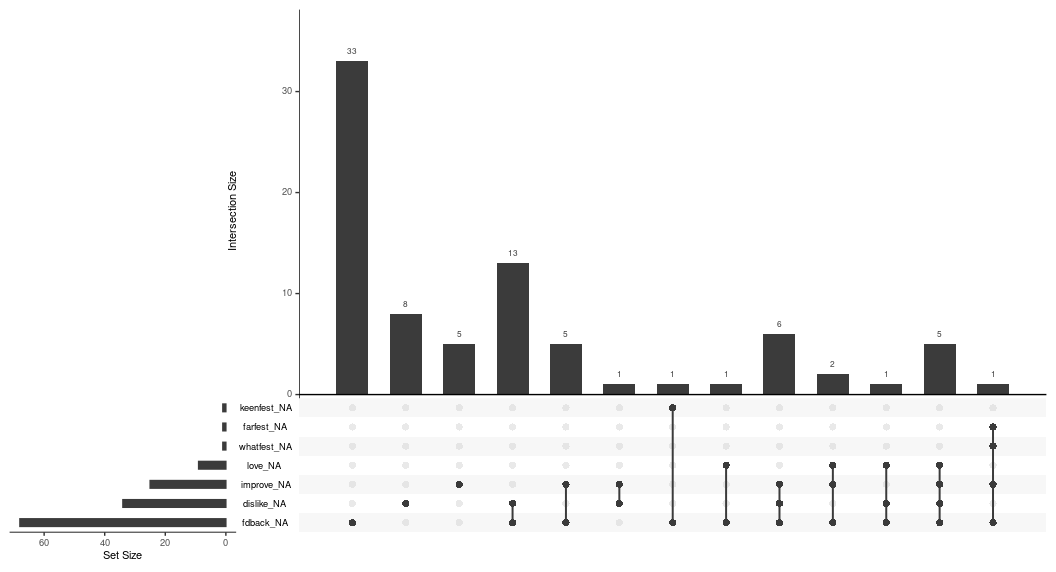 33
30
20
13
10
8
5
5
1
1
1
6
2
1
5
1
0
Intersection Size
keenfest_NA
farfest_NA
whatfest_NA
love_NA
improve_NA
dislike_NA
fdback_NA
60 40 20 0
Set Size